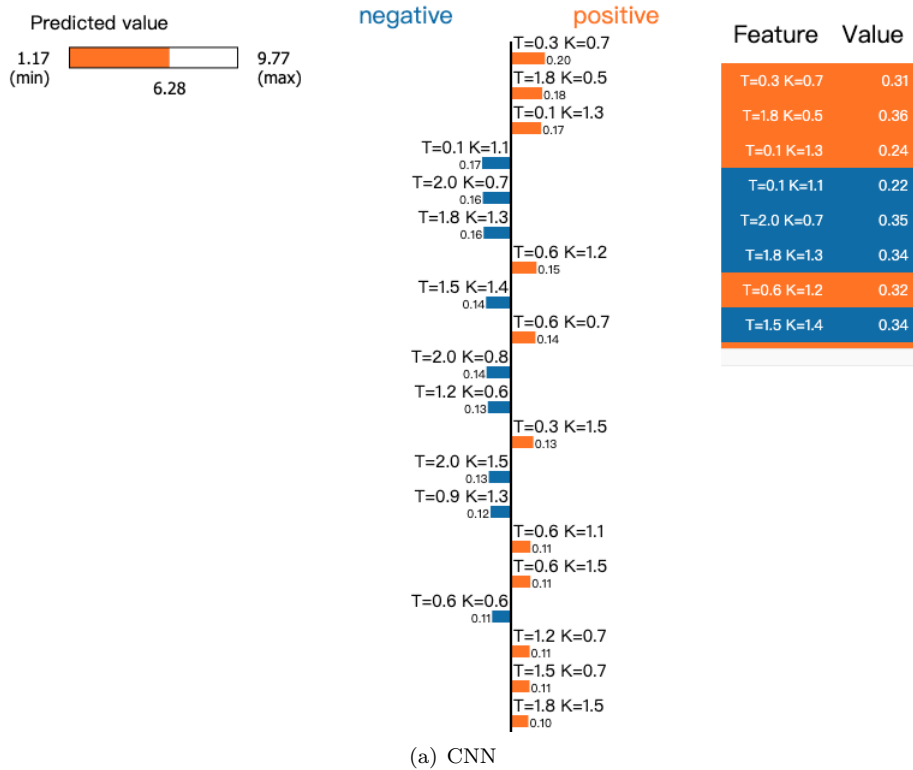 Predicted value
1.17
(min)
9.77
(max)
6.28
negative
positive
T=0.3 K=0.7
0.20
T=1.8 K=0.5
0.18
T=0.1 K=1.3
0.17
T=0.1 K=1.1
0.17
T=2.0 K=0.7
0.16
T=1.8 K=1.3
0.16
T=0.6 K=1.2
0.15
T=1.5 K=1.4
0.14
T=0.6 K=0.7
0.14
T=2.0 K=0.8
0.14
T=1.2 K=0.6
0.13
T=0.3 K=1.5
0.13
T=2.0 K=1.5
0.13
T=0.9 K=1.3
0.12
T=0.6 K=1.1
0.11
T=0.6 K=1.5
0.11
T=0.6 K=0.6
0.11
T=1.2 K=0.7
0.11
T=1.5 K=0.7
0.11
T=1.8 K=1.5
0.10
Feature Value
T=0.3 K=0.7 0.31
T=1.8 K=0.5 0.36
T=0.1 K=1.3 0.24
T=0.1 K=1.1 0.22
T=2.0 K=0.7 0.35
T=1.8 K=1.3 0.34
T=0.6 K=1.2 0.32
T=1.5 K=1.4 0.34
(a) CNN